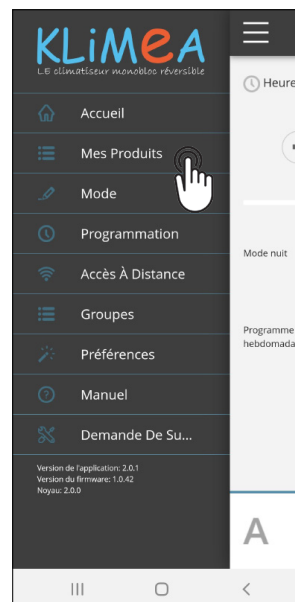 KLiMeA
LE climatiseur monobloc réversible
Accueil
Mes Produits
Mode
Programmation
Accès À Distance
Groupes
Préférences
Manuel
Demande De Su...
Version de l'application: 2.0.1
Version du firmware: 1.0.42
Noyau: 2.0.0
Heure
Mode nuit
Programme
hebdomada
A